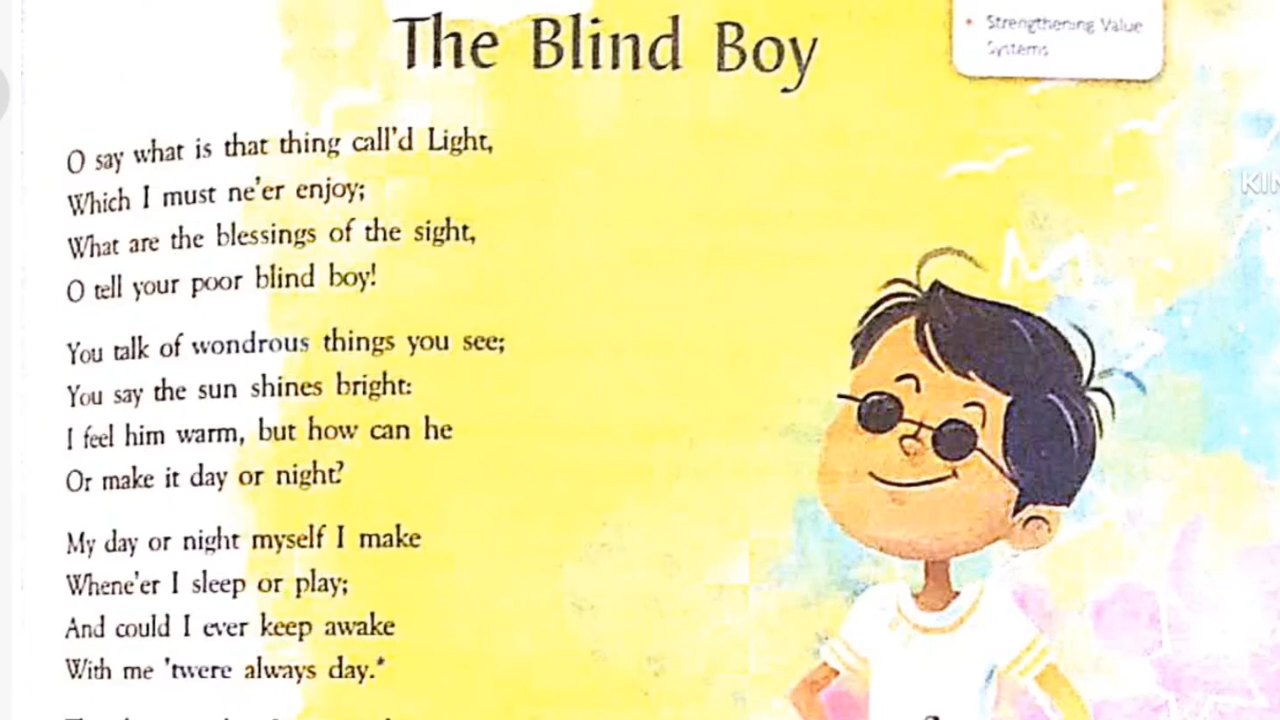 The Blind Boy
• Strengthening Value
Systems
O say what is that thing call'd Light,
Which I must ne'er enjoy;
What are the blessings of the sight,
O tell your poor blind boy!
You talk of wondrous things you see;
You say the sun shines bright:
I feel him warm, but how can he
Or make it day or night?
My day or night myself I make
Whene'er I sleep or play;
And could I ever keep awake
With me 'twere always day.*
KIN